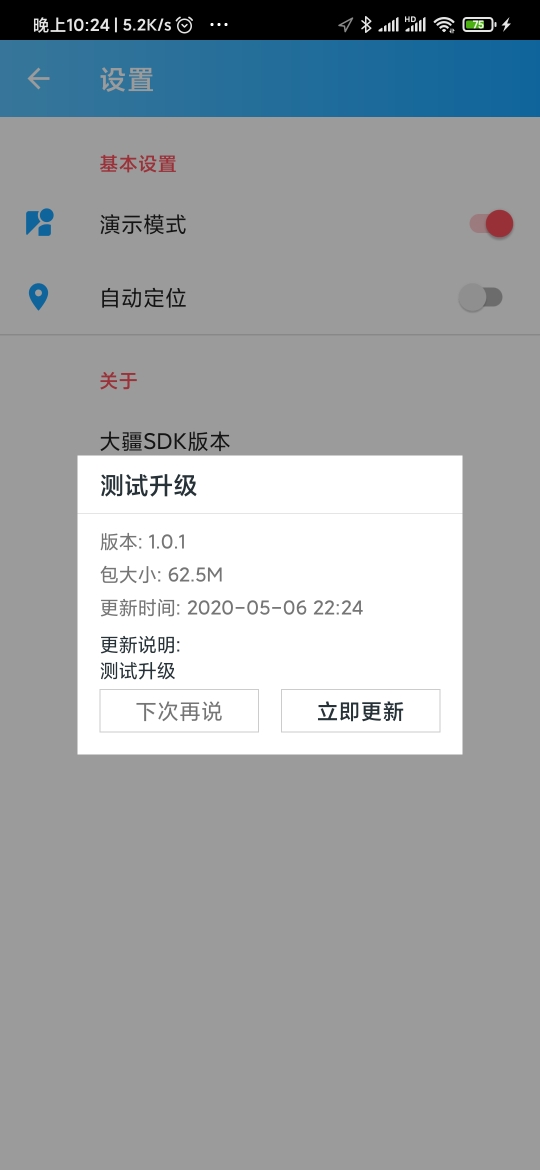 晚上10:24 | 5.2K/s ... HD 75
设置
基本设置
演示模式
自动定位
关于
大疆SDK版本
测试升级
版本: 1.0.1
包大小: 62.5M
更新时间: 2020-05-06 22:24
更新说明:
测试升级
下次再说 立即更新